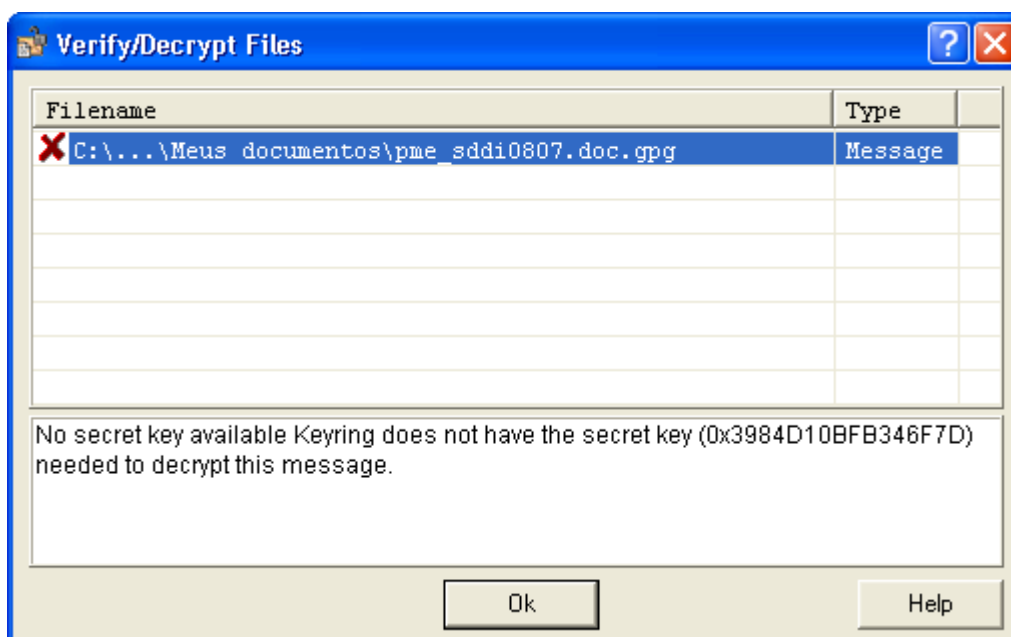 Verify/Decrypt Files
Filename Type
C:\...\Meus documentos\pme_sddi0807.doc.gpg Message
No secret key available Keyring does not have the secret key (0x3984D10BFB346F7D)
needed to decrypt this message.
Ok Help